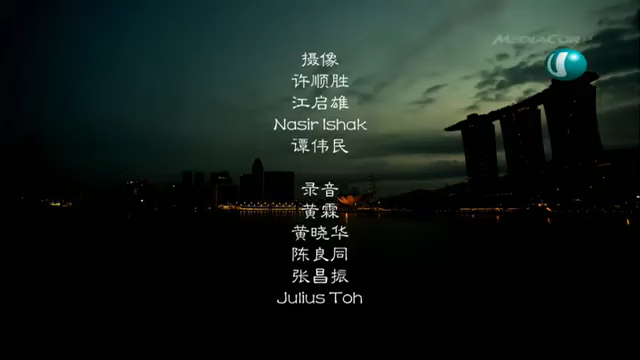 MEDIACORP
摄像
许顺胜
江启雄
Nasir Ishak
谭伟民
录音
黄霖
黄晓华
陈良同
张昌振
Julius Toh